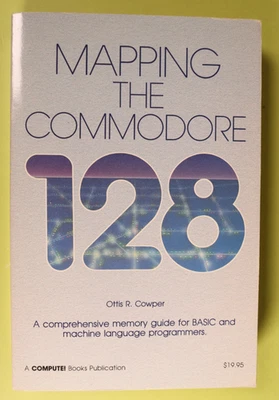 MAPPING
THE
COMMODORE
128
Ottis R. Cowper
A comprehensive memory guide for BASIC and
machine language programmers.
A COMPUTE! Books Publication $19.95